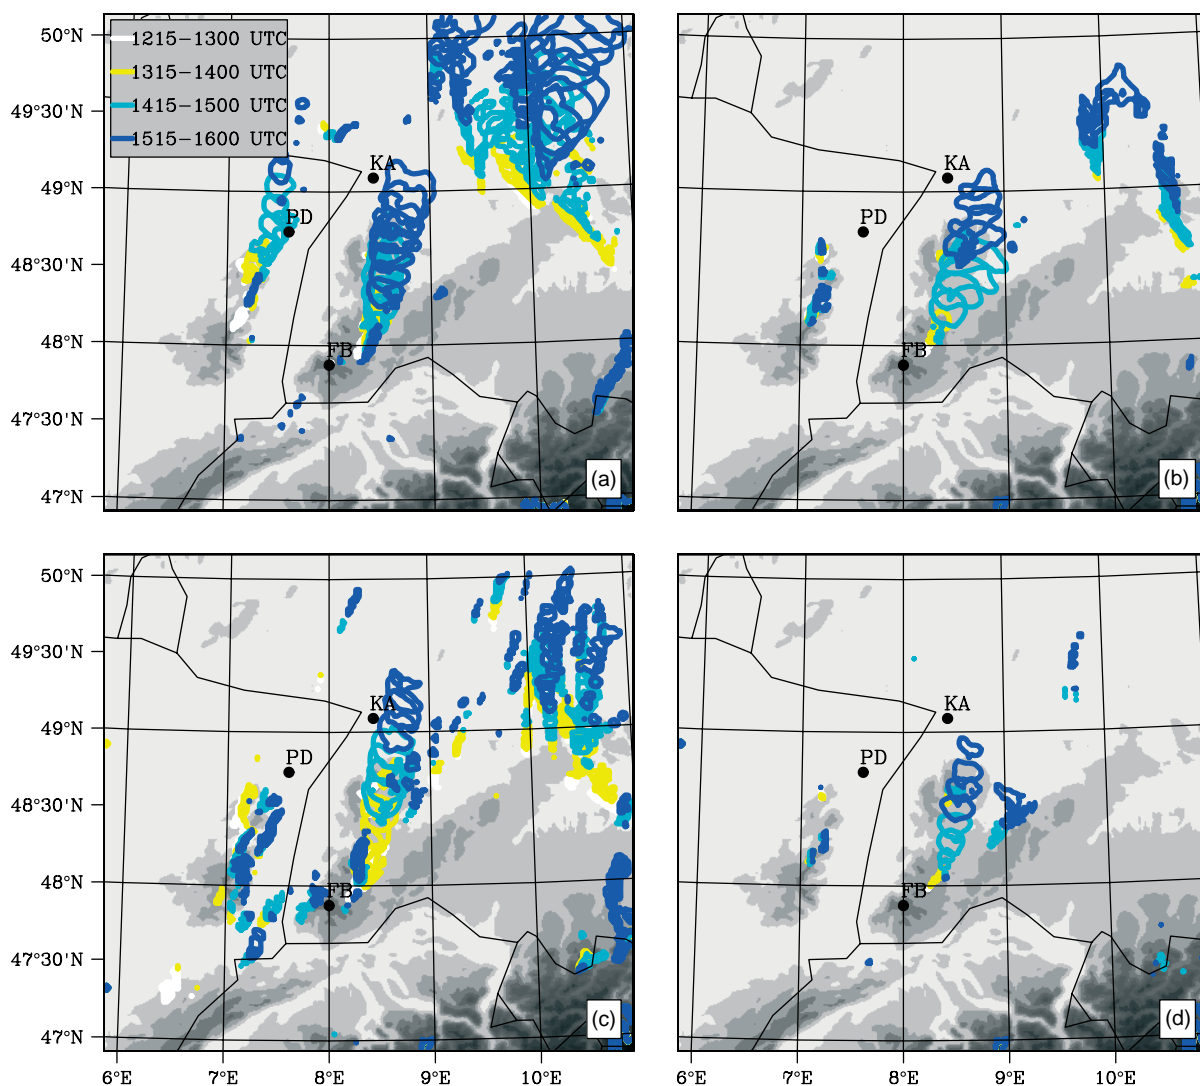 50°N
1215-1300 UTC
1315-1400 UTC
1415-1500 UTC
1515-1600 UTC
49°30'N
49°N
48°30'N
48°N
47°30'N
47°N
KA
PD
FB
(a)
KA
PD
FB
(b)
50°N
49°30'N
49°N
48°30'N
48°N
47°30'N
47°N
KA
PD
FB
(c)
KA
PD
FB
(d)
6°E 7°E 8°E 9°E 10°E
6°E 7°E 8°E 9°E 10°E